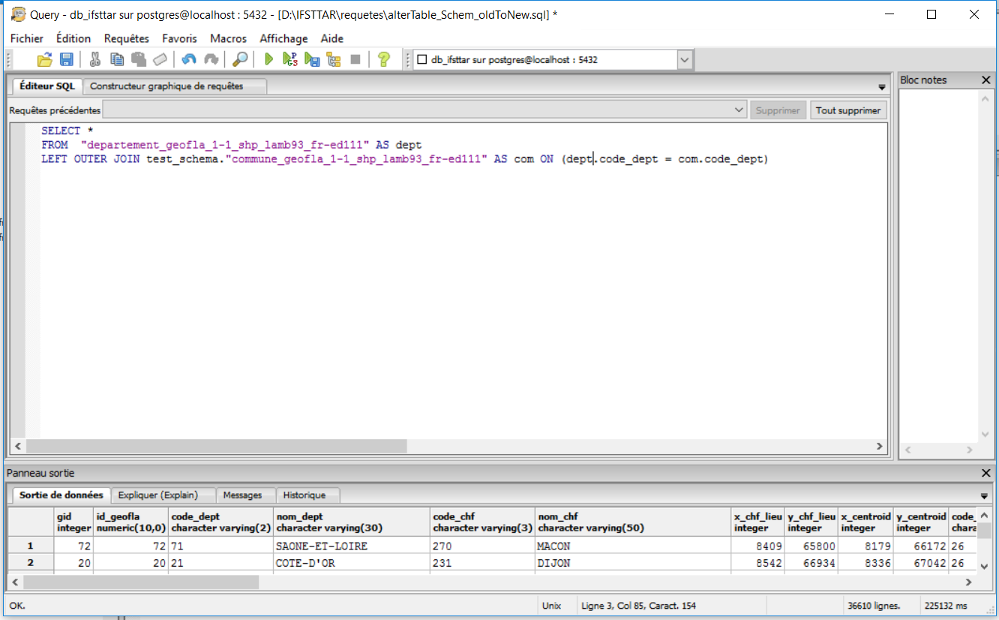 Query - db_ifsttar sur postgres@localhost : 5432 - [D:\IFSTTAR\requetes\alterTable_Schem_oldToNew.sql] *
Fichier Édition Requêtes Favoris Macros Affichage Aide
db_ifsttar sur postgres@localhost : 5432
Éditeur SQL Constructeur graphique de requêtes
Bloc notes
Requêtes précédentes Supprimer Tout supprimer
SELECT *
FROM "departement_geofla_1-1_shp_lamb93_fr-ed111" AS dept
LEFT OUTER JOIN test_schema."commune_geofla_1-1_shp_lamb93_fr-ed111" AS com ON (dept.code_dept = com.code_dept)
Panneau sortie
Sortie de données Expliquer (Explain) Messages Historique
gid id_geofla code_dept nom_dept code_chf nom_chf x_chf_lieu y_chf_lieu x_centroid y_centroid code_
integer numeric(10,0) character varying(2) character varying(30) character varying(3) character varying(50) integer integer integer integer chara
1 72 72 71 SAONE-ET-LOIRE 270 MACON 8409 65800 8179 66172 26
2 20 20 21 COTE-D'OR 231 DIJON 8542 66934 8336 67042 26
OK. Unix Ligne 3, Col 85, Caract. 154 36610 lignes. 225132 ms